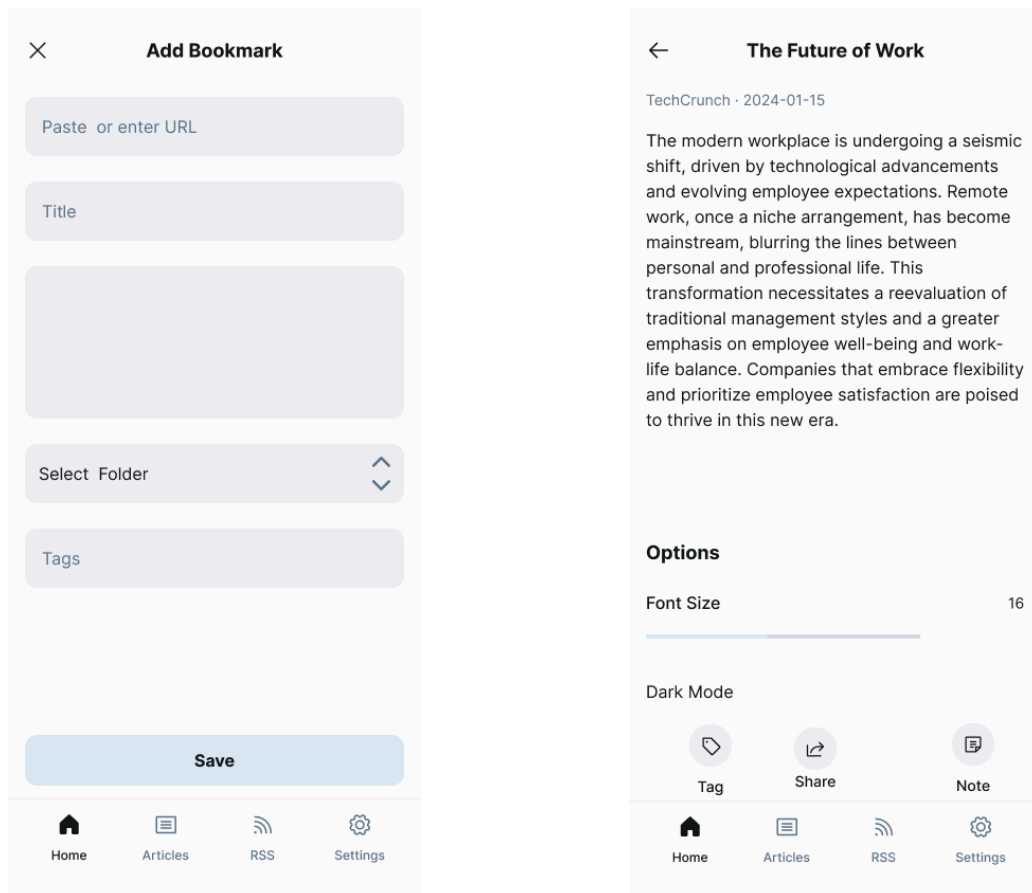 Add Bookmark
Paste or enter URL
Title
Select Folder
Tags
Save
Home Articles RSS Settings
The Future of Work
TechCrunch · 2024-01-15
The modern workplace is undergoing a seismic
shift, driven by technological advancements
and evolving employee expectations. Remote
work, once a niche arrangement, has become
mainstream, blurring the lines between
personal and professional life. This
transformation necessitates a reevaluation of
traditional management styles and a greater
emphasis on employee well-being and work-
life balance. Companies that embrace flexibility
and prioritize employee satisfaction are poised
to thrive in this new era.
Options
Font Size 16
Dark Mode
Tag Share Note
Home Articles RSS Settings